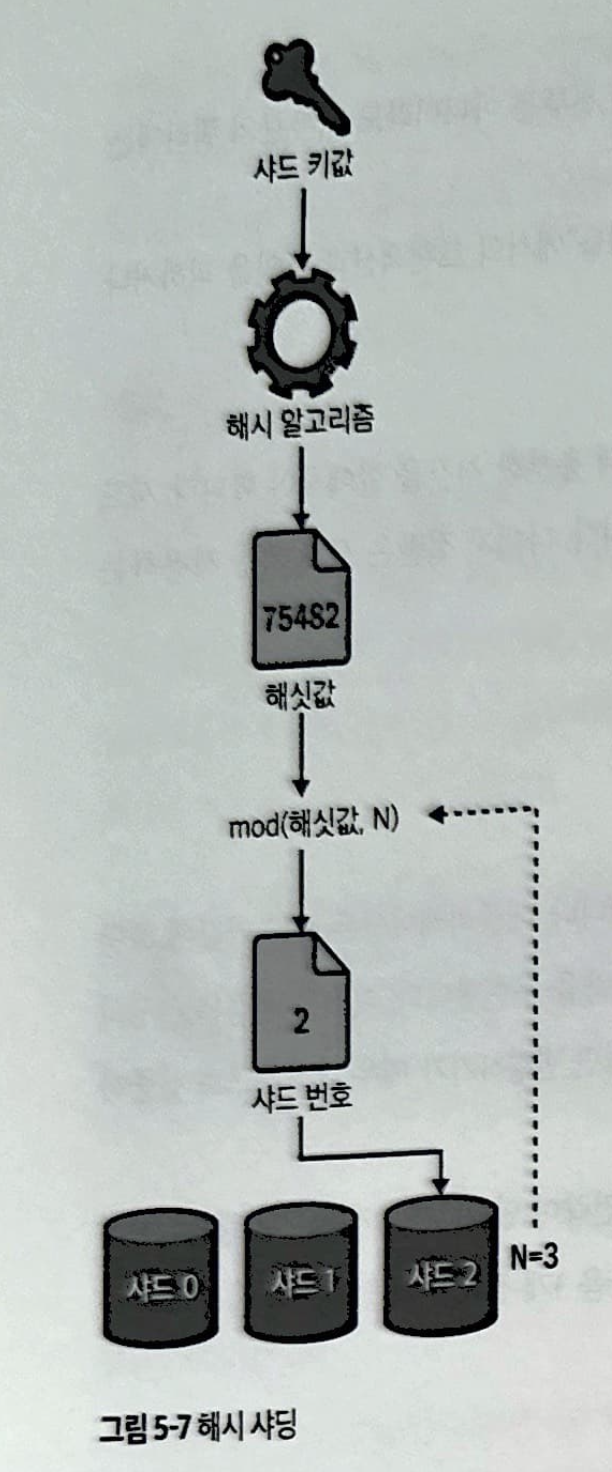 샤드 키값
해시 알고리즘
754S2
해싯값
mod(해싯값, N)
2
샤드 번호
샤드 0
샤드 1
샤드 2
N=3
그림 5-7 해시 샤딩